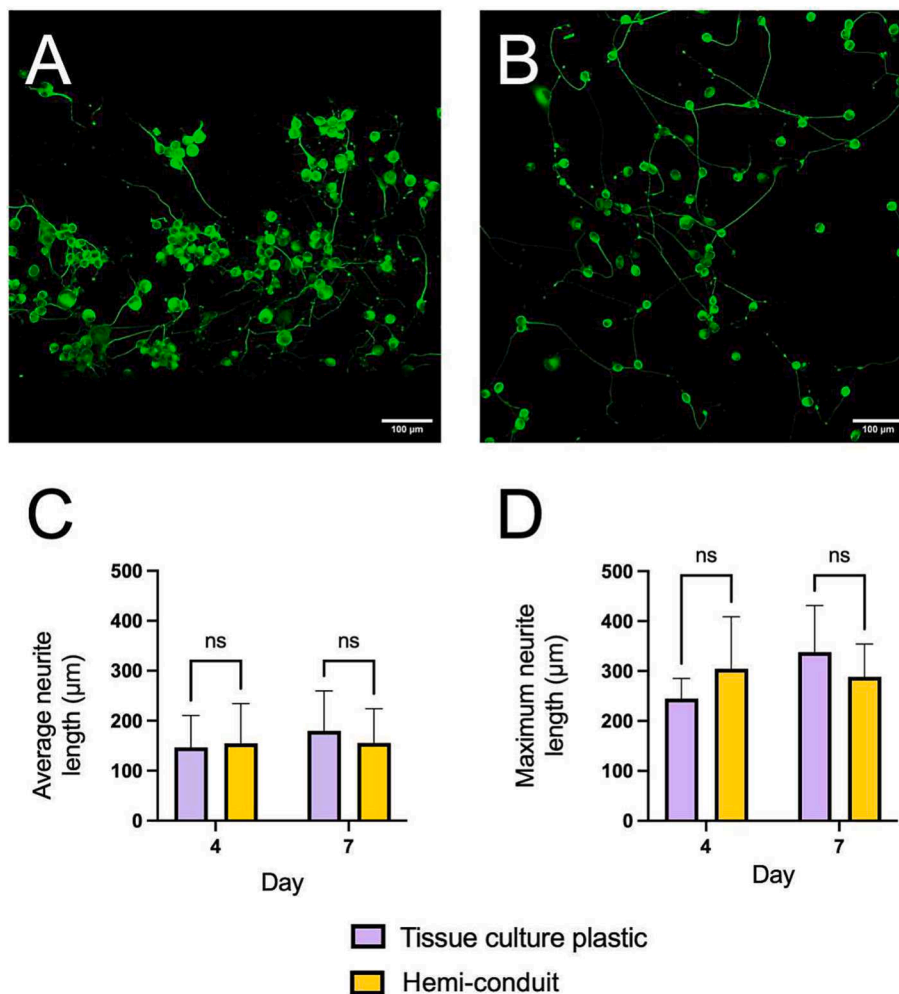 A
B
100 µm
100 µm
C
D
500
400
300
200
100
0
Average neurite
length (µm)
ns
ns
4
7
Day
500
400
300
200
100
0
Maximum neurite
length (µm)
ns
ns
4
7
Day
Tissue culture plastic
Hemi-conduit